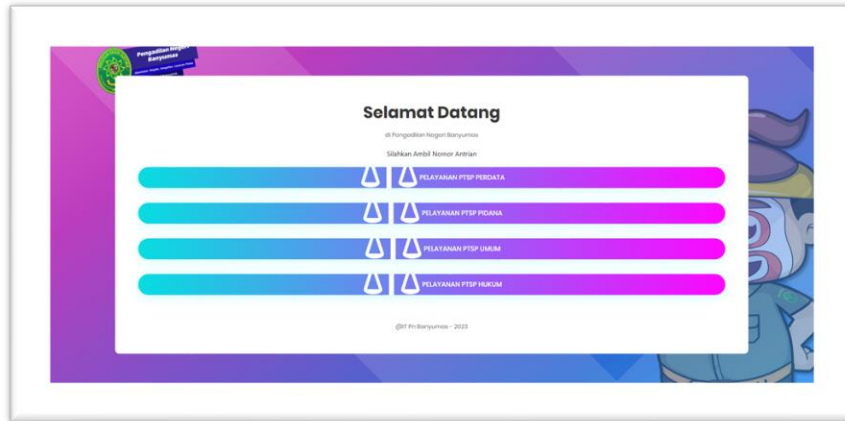 Pengadilan Negeri
Banyumas
Selamat Datang
di Pengadilan Negeri Banyumas
Silahkan Ambil Nomor Antrian
PELAYANAN PTSP PERDATA
PELAYANAN PTSP PIDANA
PELAYANAN PTSP UMUM
PELAYANAN PTSP HUKUM
@IT Pn Banyumas - 2023